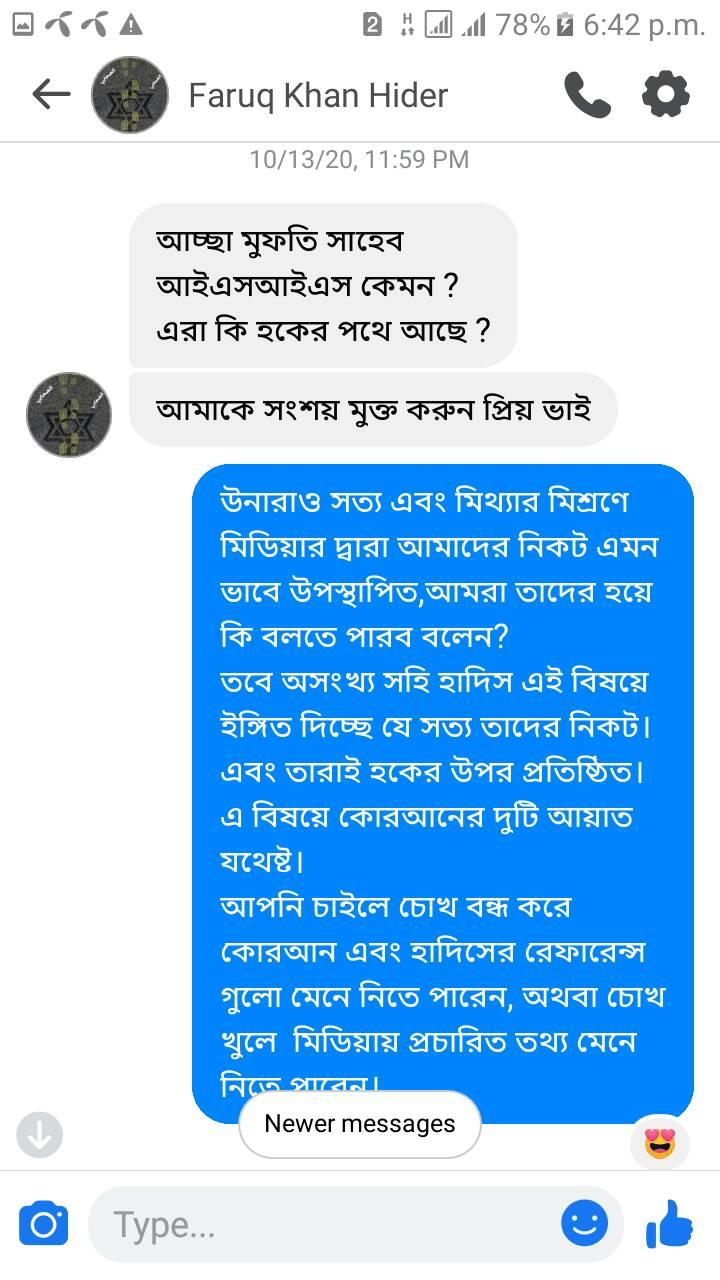 2 H 78% 6:42 p.m.
Faruq Khan Hider
10/13/20, 11:59 PM
আচ্ছা মুফতি সাহেব
আইএসআইএস কেমন ?
এরা কি হকের পথে আছে ?
আমাকে সংশয় মুক্ত করুন প্রিয় ভাই
উনারাও সত্য এবং মিথ্যার মিশ্রণে
মিডিয়ার দ্বারা আমাদের নিকট এমন
ভাবে উপস্থাপিত,আমরা তাদের হয়ে
কি বলতে পারব বলেন?
তবে অসংখ্য সহি হাদিস এই বিষয়ে
ইঙ্গিত দিচ্ছে যে সত্য তাদের নিকট।
এবং তারাই হকের উপর প্রতিষ্ঠিত।
এ বিষয়ে কোরআনের দুটি আয়াত
যথেষ্ট।
আপনি চাইলে চোখ বন্ধ করে
কোরআন এবং হাদিসের রেফারেন্স
গুলো মেনে নিতে পারেন, অথবা চোখ
খুলে মিডিয়ায় প্রচারিত তথ্য মেনে
নিতে পারেন।
Newer messages
Type...